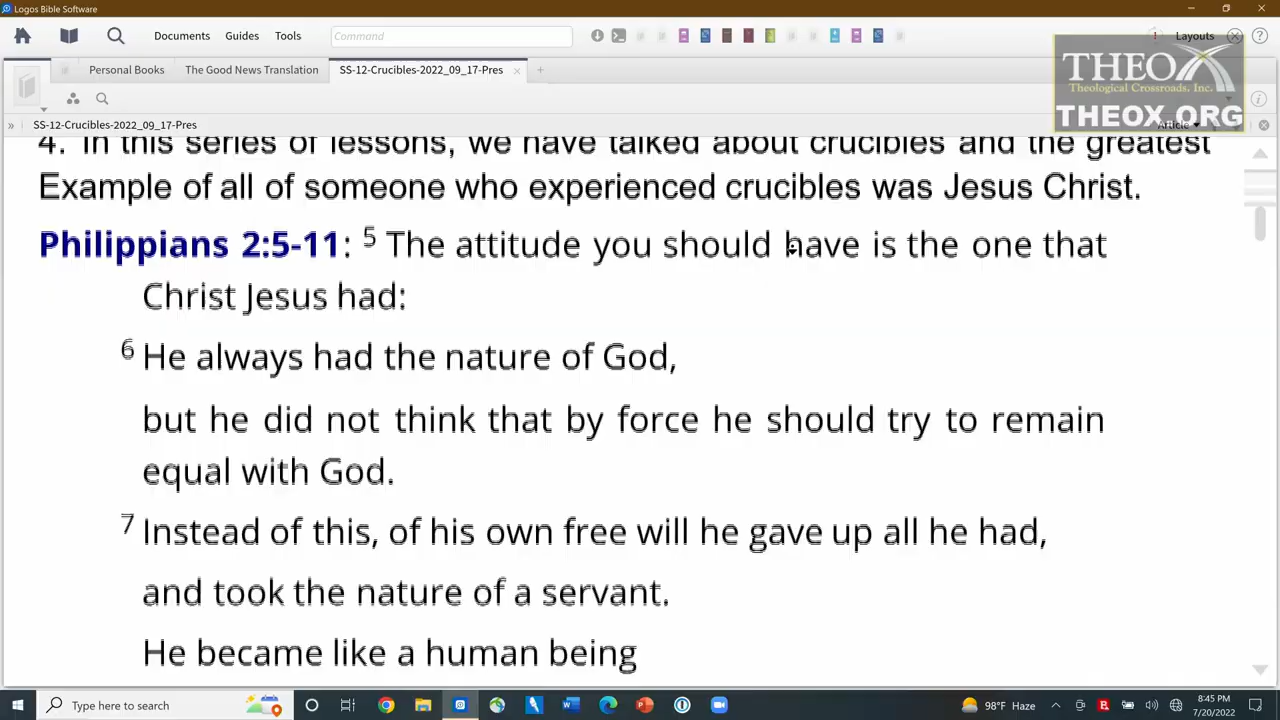 Logos Bible Software
Documents Guides Tools Command Layouts
Personal Books The Good News Translation SS-12-Crucibles-2022_09_17-Pres
THEOX
Theological Crossroads. Inc.
THEOX.ORG
SS-12-Crucibles-2022_09_17-Pres Article
4. In this series of lessons, we have talked about crucibles and the greatest
Example of all of someone who experienced crucibles was Jesus Christ.
Philippians 2:5-11: 5 The attitude you should have is the one that
Christ Jesus had:
6 He always had the nature of God,
but he did not think that by force he should try to remain
equal with God.
7 Instead of this, of his own free will he gave up all he had,
and took the nature of a servant.
He became like a human being
Type here to search 98°F Haze 8:45 PM
7/20/2022